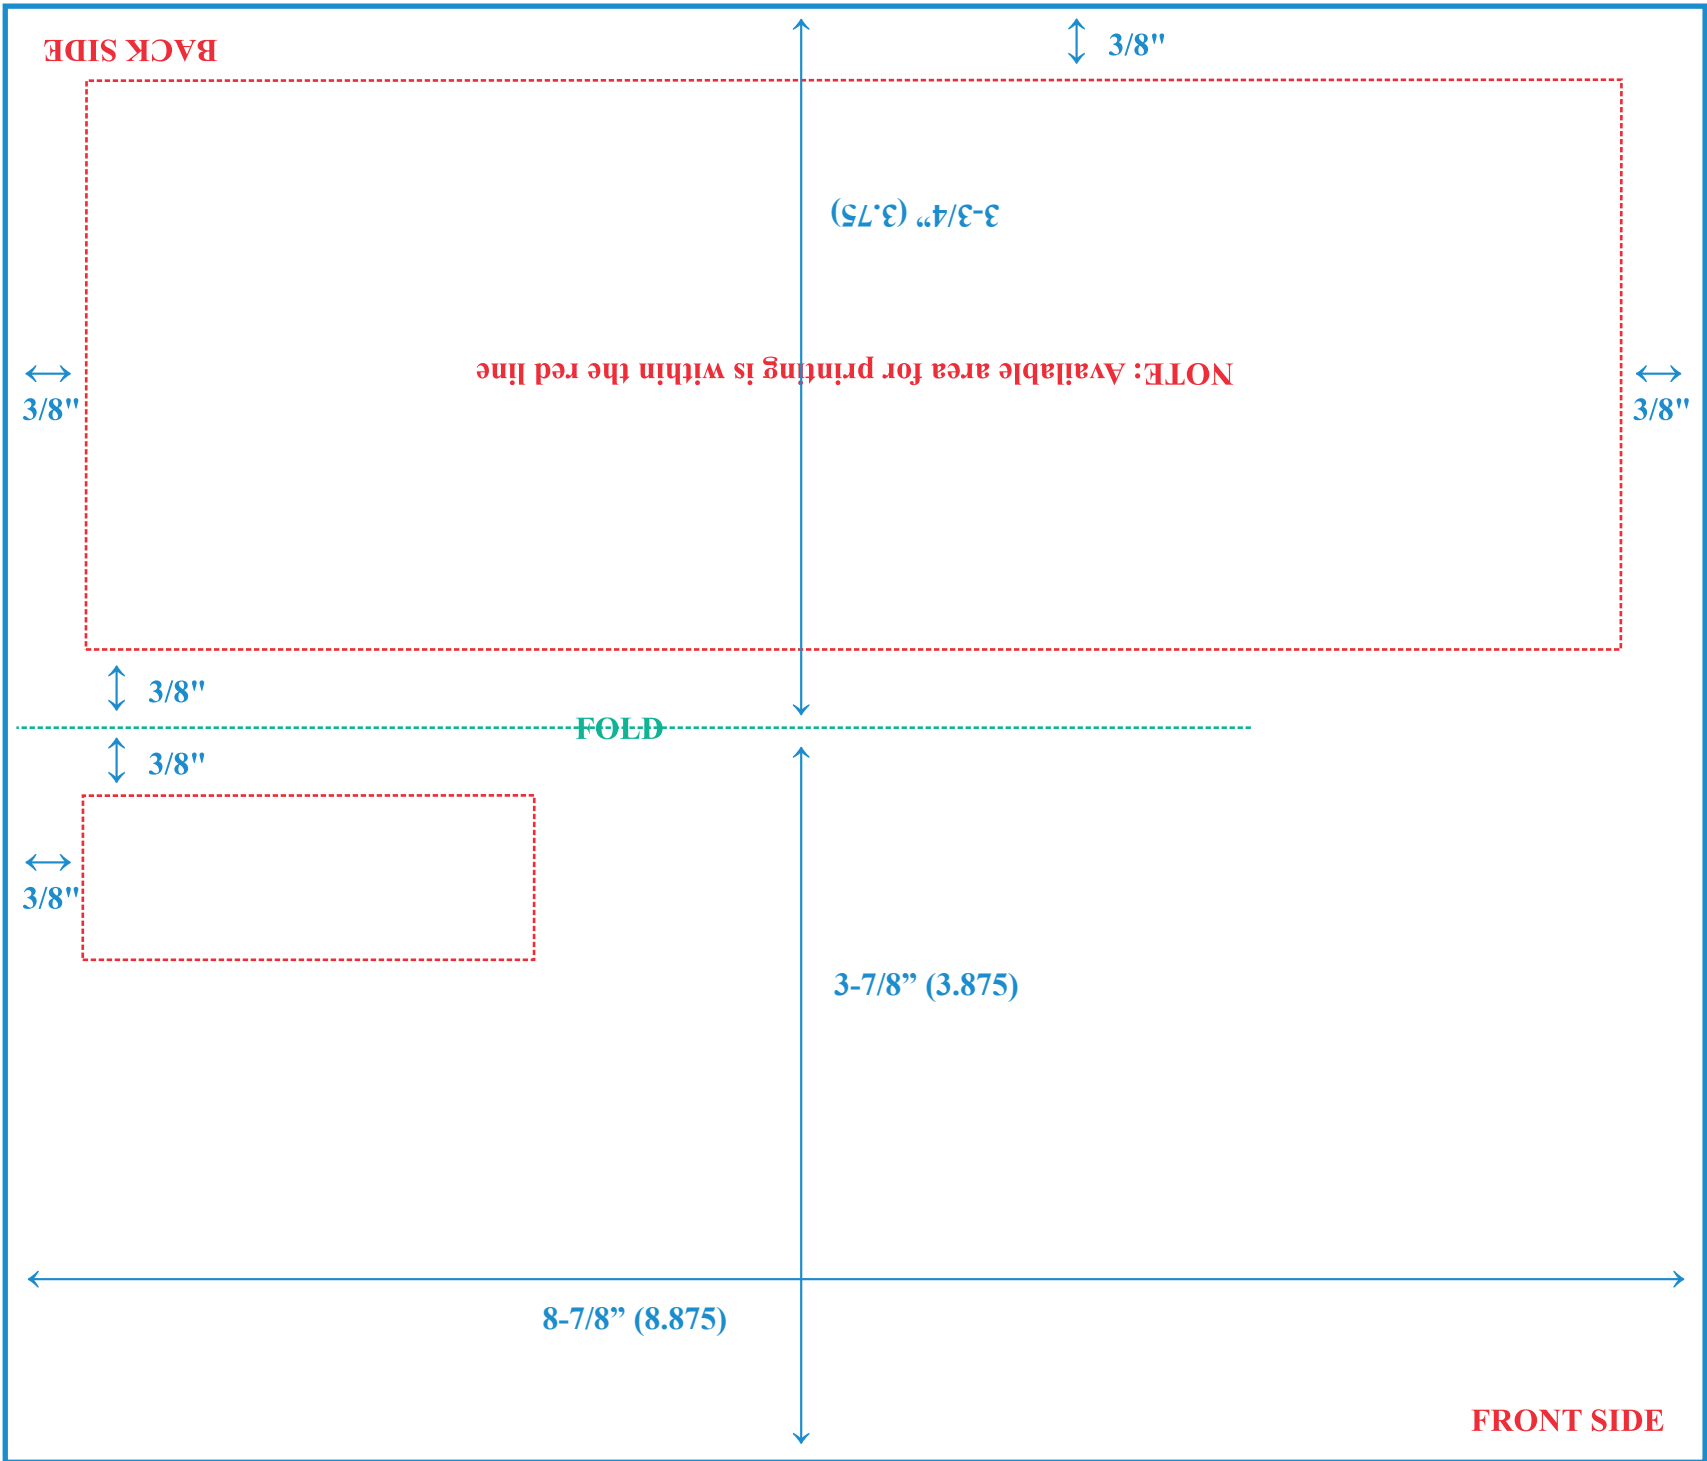 BACK SIDE
3/8"
3-3/4” (3.75)
NOTE: Available area for printing is within the red line
3/8"
3/8"
3/8"
FOLD
3/8"
3/8"
3-7/8” (3.875)
8-7/8” (8.875)
FRONT SIDE